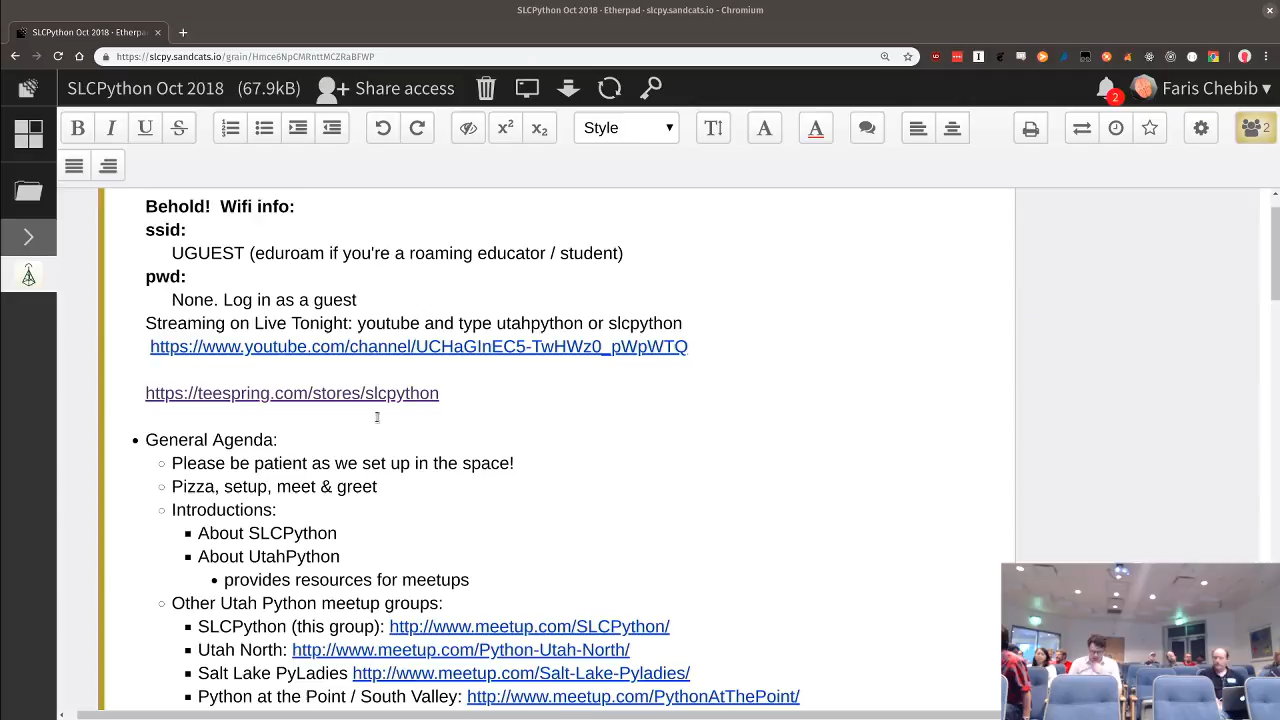 SLCPython Oct 2018 · Etherpad - slcpy.sandcats.io - Chromium
SLCPython Oct 2018 · Etherpa
https://slcpy.sandcats.io/grain/Hmce6NpCMRnttMCZRaBFWP
SLCPython Oct 2018 (67.9kB) Share access 2 Faris Chebib
B I U S x² x₂ Style A A 2
Behold! Wifi info:
ssid:
UGUEST (eduroam if you're a roaming educator / student)
pwd:
None. Log in as a guest
Streaming on Live Tonight: youtube and type utahpython or slcpython
https://www.youtube.com/channel/UCHaGInEC5-TwHWz0_pWpWTQ
https://teespring.com/stores/slcpython
General Agenda:
Please be patient as we set up in the space!
Pizza, setup, meet & greet
Introductions:
About SLCPython
About UtahPython
provides resources for meetups
Other Utah Python meetup groups:
SLCPython (this group): http://www.meetup.com/SLCPython/
Utah North: http://www.meetup.com/Python-Utah-North/
Salt Lake PyLadies http://www.meetup.com/Salt-Lake-Pyladies/
Python at the Point / South Valley: http://www.meetup.com/PythonAtThePoint/